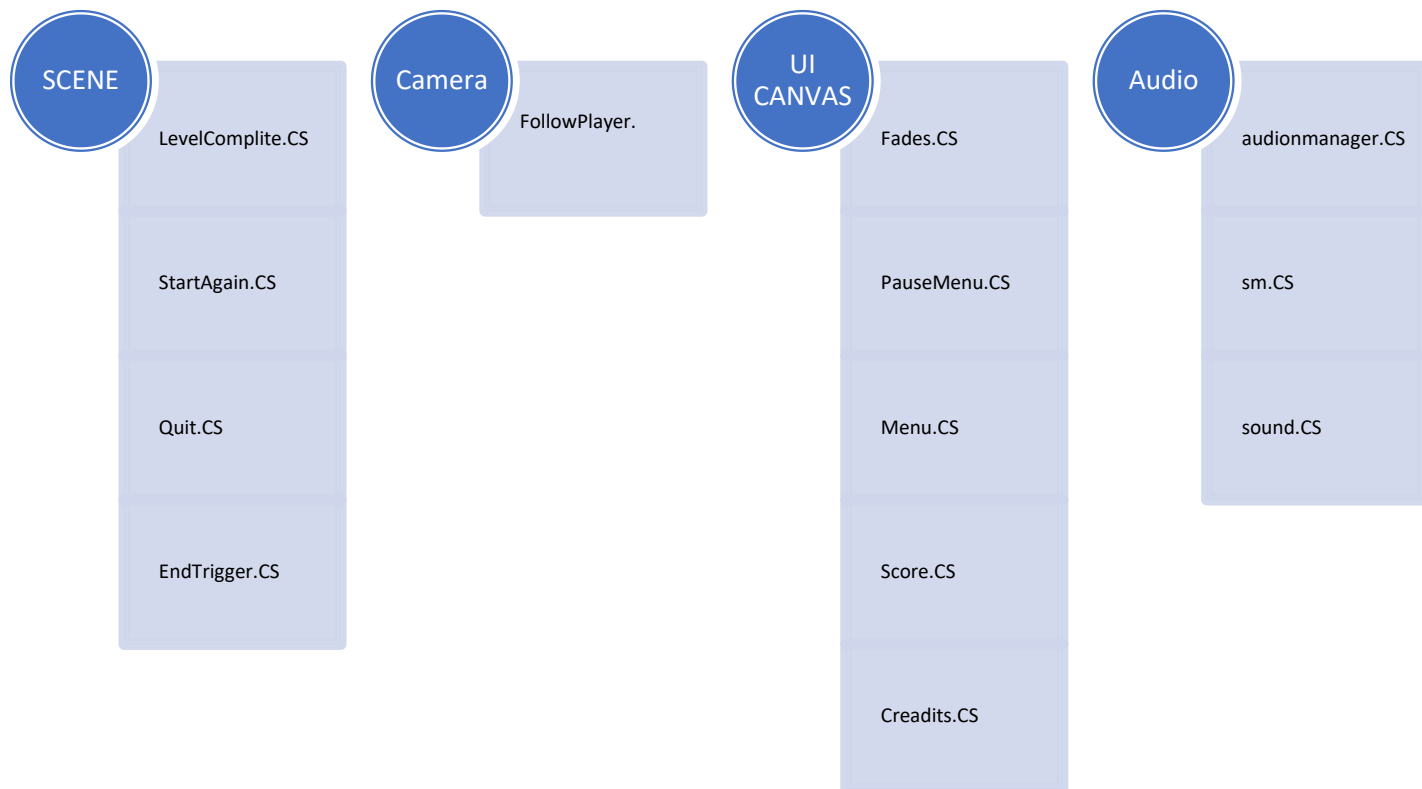 SCENE
LevelComplite.CS
StartAgain.CS
Quit.CS
EndTrigger.CS
Camera
FollowPlayer.
UI
CANVAS
Fades.CS
PauseMenu.CS
Menu.CS
Score.CS
Creadits.CS
Audio
audionmanager.CS
sm.CS
sound.CS